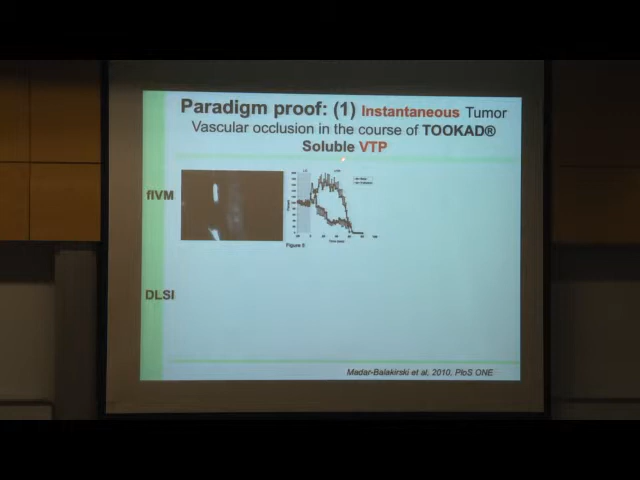 Paradigm proof: (1) Instantaneous Tumor
Vascular occlusion in the course of TOOKAD®
Soluble VTP
fIVM
Figure 5
DLSI
Madar-Balakirski et al, 2010, PloS ONE